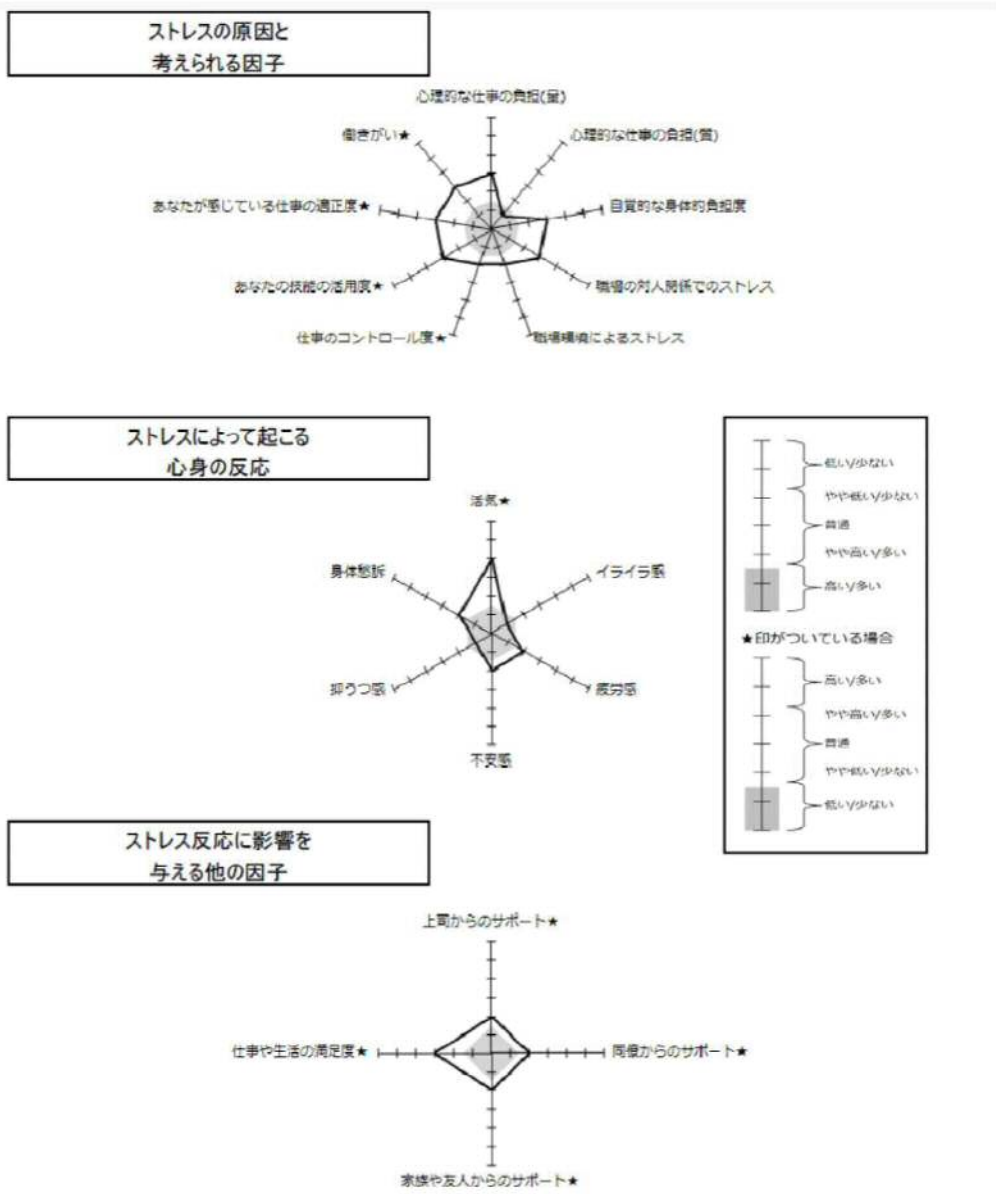 ストレスの原因と
考えられる因子
心理的な仕事の負担(量)
働きがい★
心理的な仕事の負担(質)
あなたが感じている仕事の適正度★
自覚的な身体的負担度
あなたの技能の活用度★
職場の対人関係でのストレス
仕事のコントロール度★
職場環境によるストレス
ストレスによって起こる
心身の反応
活気★
身体愁訴
イライラ感
抑うつ感
疲労感
不安感
低い/少ない
やや低い/少ない
普通
やや高い/多い
高い/多い
★印がついている場合
高い/多い
やや高い/多い
普通
やや低い/少ない
低い/少ない
ストレス反応に影響を
与える他の因子
上司からのサポート★
仕事や生活の満足度★
同僚からのサポート★
家族や友人からのサポート★